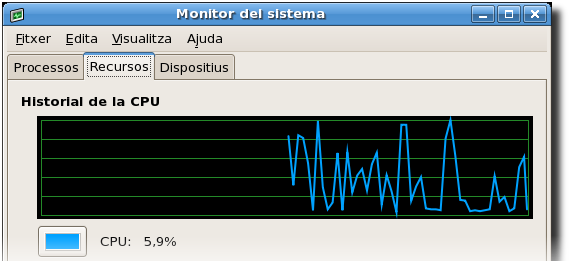 Monitor del sistema
Fitxer Edita Visualitza Ajuda
Processos Recursos Dispositius
Historial de la CPU
CPU: 5,9%